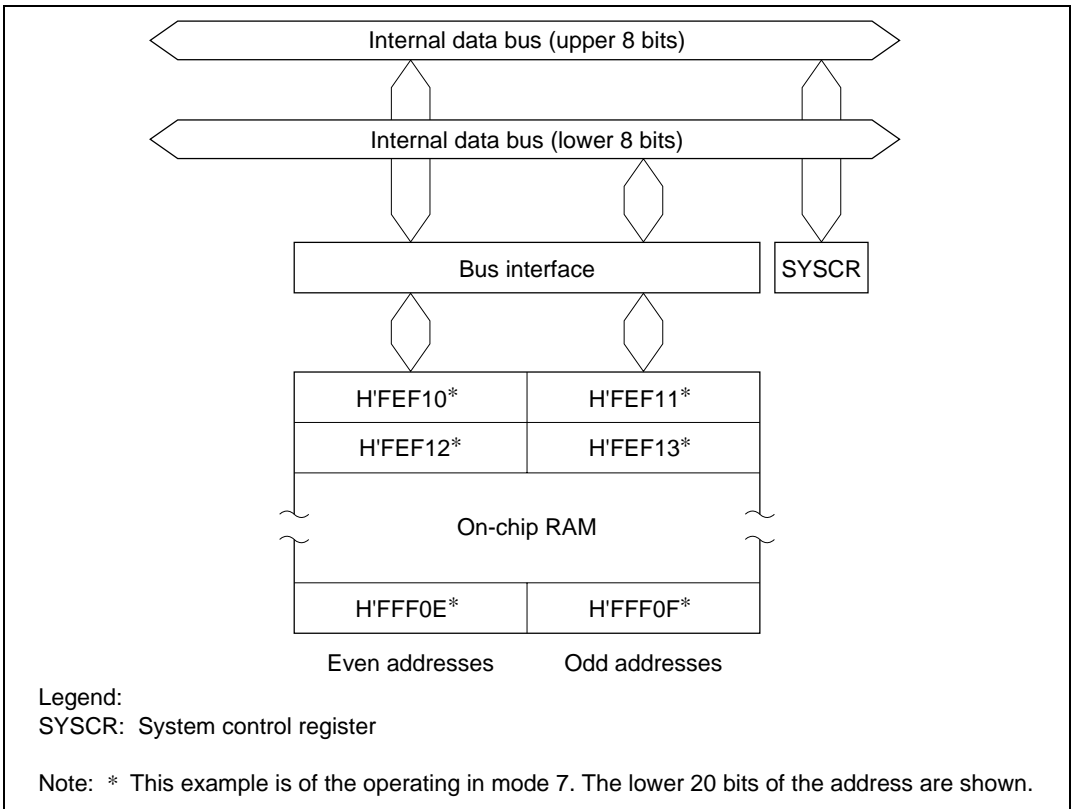 Internal data bus (upper 8 bits)
Internal data bus (lower 8 bits)
Bus interface
SYSCR
H'FEF10*
H'FEF11*
H'FEF12*
H'FEF13*
On-chip RAM
H'FFF0E*
H'FFF0F*
Even addresses
Odd addresses
Legend:
SYSCR: System control register
Note: * This example is of the operating in mode 7. The lower 20 bits of the address are shown.